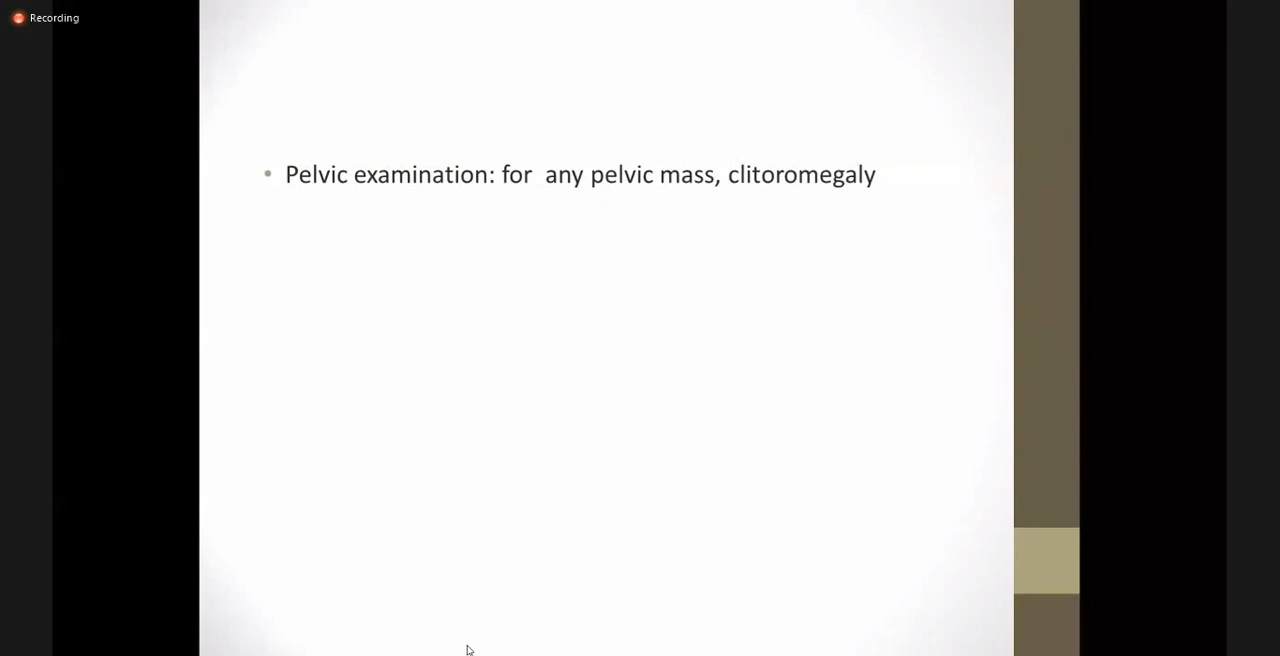 Recording
• Pelvic examination: for  any pelvic mass, clitoromegaly